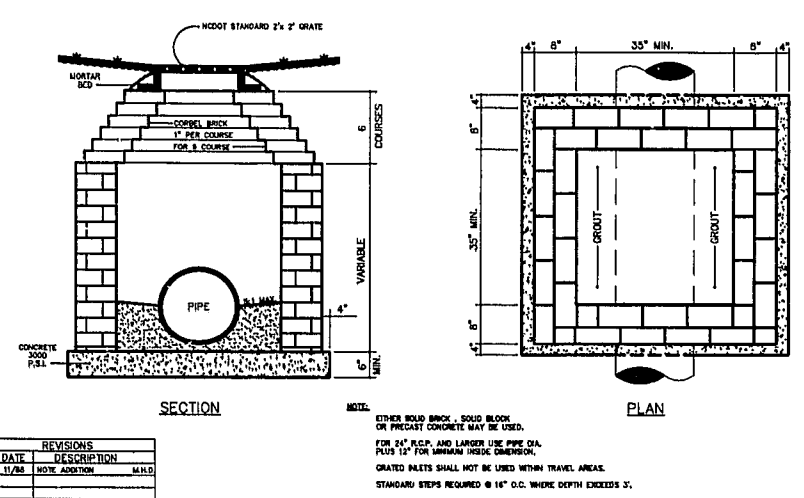 NCDOT STANDARD 2'x 2' GRATE
MORTAR
BED
CORBEL BRICK
1" PER COURSE
FOR 6 COURSE
6
COURSES
VARIABLE
PIPE
MAX
4"
CONCRETE
3000
P.S.I.
6"
MIN.
SECTION
4" 8" 35" MIN. 8" 4"
4"
8"
35" MIN.
8"
4"
GROUT
GROUT
PLAN
NOTE:
EITHER SOLID BRICK , SOLID BLOCK
OR PRECAST CONCRETE MAY BE USED.
FOR 24" R.C.P. AND LARGER USE PIPE DIA.
PLUS 12" FOR MINIMUM INSIDE DIMENSION.
GRATED INLETS SHALL NOT BE USED WITHIN TRAVEL AREAS.
STANDARD STEPS REQUIRED @ 16" O.C. WHERE DEPTH EXCEEDS 3'.
REVISIONS
DATE DESCRIPTION
11/88 NOTE ADDITION M.H.D.